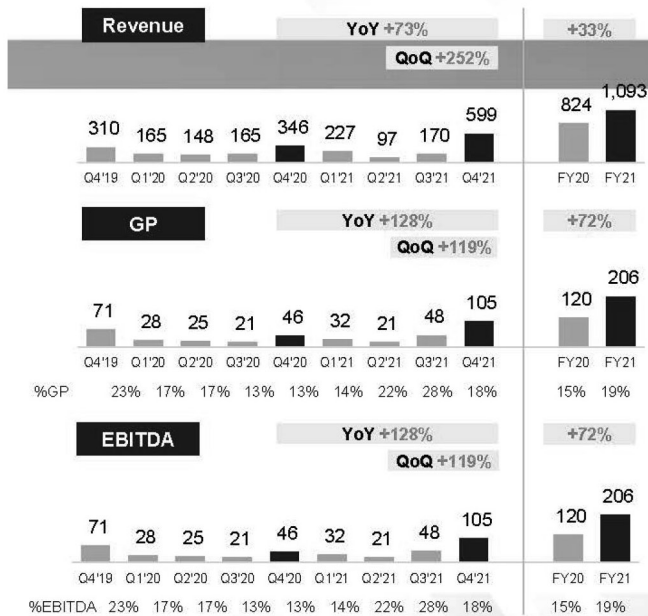 Revenue YoY +73% +33%
QoQ +252%
310 165 148 165 346 227 97 170 599 824 1,093
Q4'19 Q1'20 Q2'20 Q3'20 Q4'20 Q1'21 Q2'21 Q3'21 Q4'21 FY20 FY21
GP YoY +128% +72%
QoQ +119%
71 28 25 21 46 32 21 48 105 120 206
Q4'19 Q1'20 Q2'20 Q3'20 Q4'20 Q1'21 Q2'21 Q3'21 Q4'21 FY20 FY21
%GP 23% 17% 17% 13% 13% 14% 22% 28% 18% 15% 19%
EBITDA YoY +128% +72%
QoQ +119%
71 28 25 21 46 32 21 48 105 120 206
Q4'19 Q1'20 Q2'20 Q3'20 Q4'20 Q1'21 Q2'21 Q3'21 Q4'21 FY20 FY21
%EBITDA 23% 17% 17% 13% 13% 14% 22% 28% 18% 15% 19%